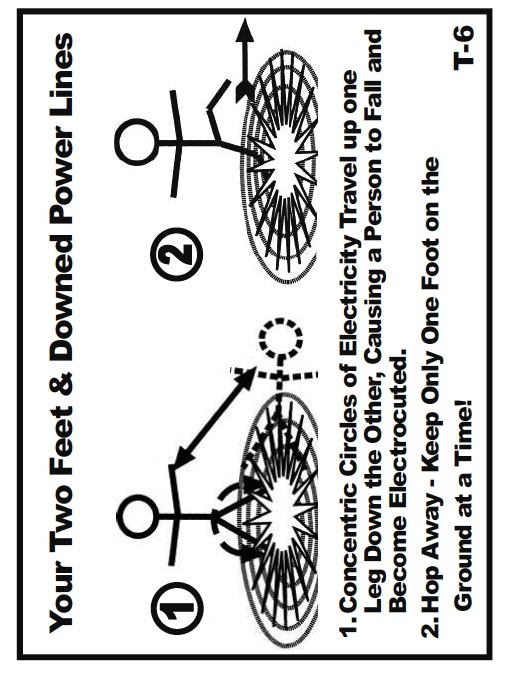 Your Two Feet & Downed Power Lines
1
2
1. Concentric Circles of Electricity Travel up one
Leg Down the Other, Causing a Person to Fall and
Become Electrocuted.
2. Hop Away - Keep Only One Foot on the
Ground at a Time!
T-6